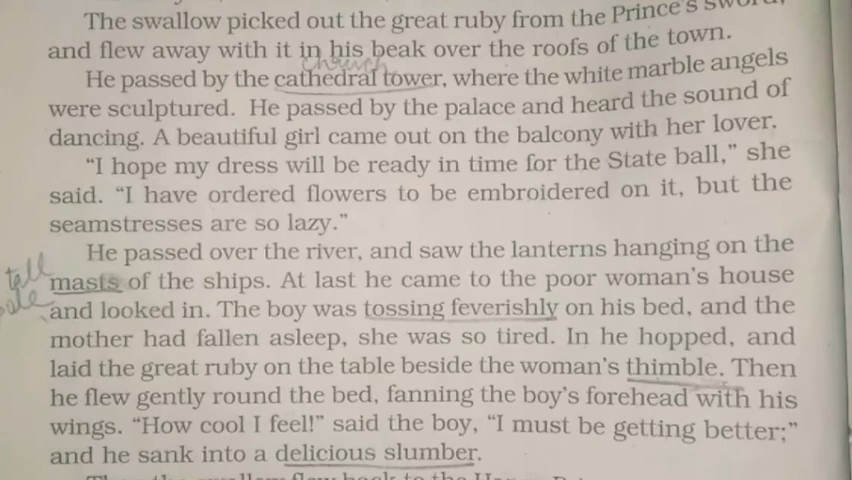 The swallow picked out the great ruby from the Prince's sword,
and flew away with it in his beak over the roofs of the town.
church
He passed by the cathedral tower, where the white marble angels
were sculptured. He passed by the palace and heard the sound of
dancing. A beautiful girl came out on the balcony with her lover.
“I hope my dress will be ready in time for the State ball,” she
said. “I have ordered flowers to be embroidered on it, but the
seamstresses are so lazy.”
He passed over the river, and saw the lanterns hanging on the
tall
masts of the ships. At last he came to the poor woman's house
and looked in. The boy was tossing feverishly on his bed, and the
mother had fallen asleep, she was so tired. In he hopped, and
laid the great ruby on the table beside the woman's thimble. Then
he flew gently round the bed, fanning the boy's forehead with his
wings. “How cool I feel!” said the boy, “I must be getting better;”
and he sank into a delicious slumber.